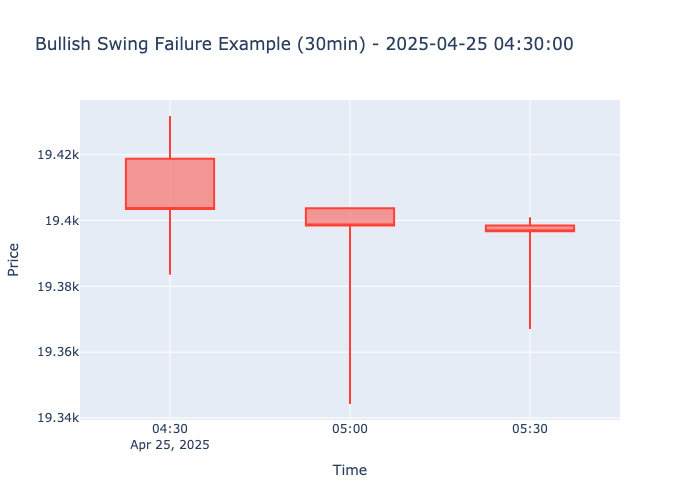 Bullish Swing Failure Example (30min) - 2025-04-25 04:30:00
Price
19.42k
19.4k
19.38k
19.36k
19.34k
04:30
Apr 25, 2025
05:00
05:30
Time